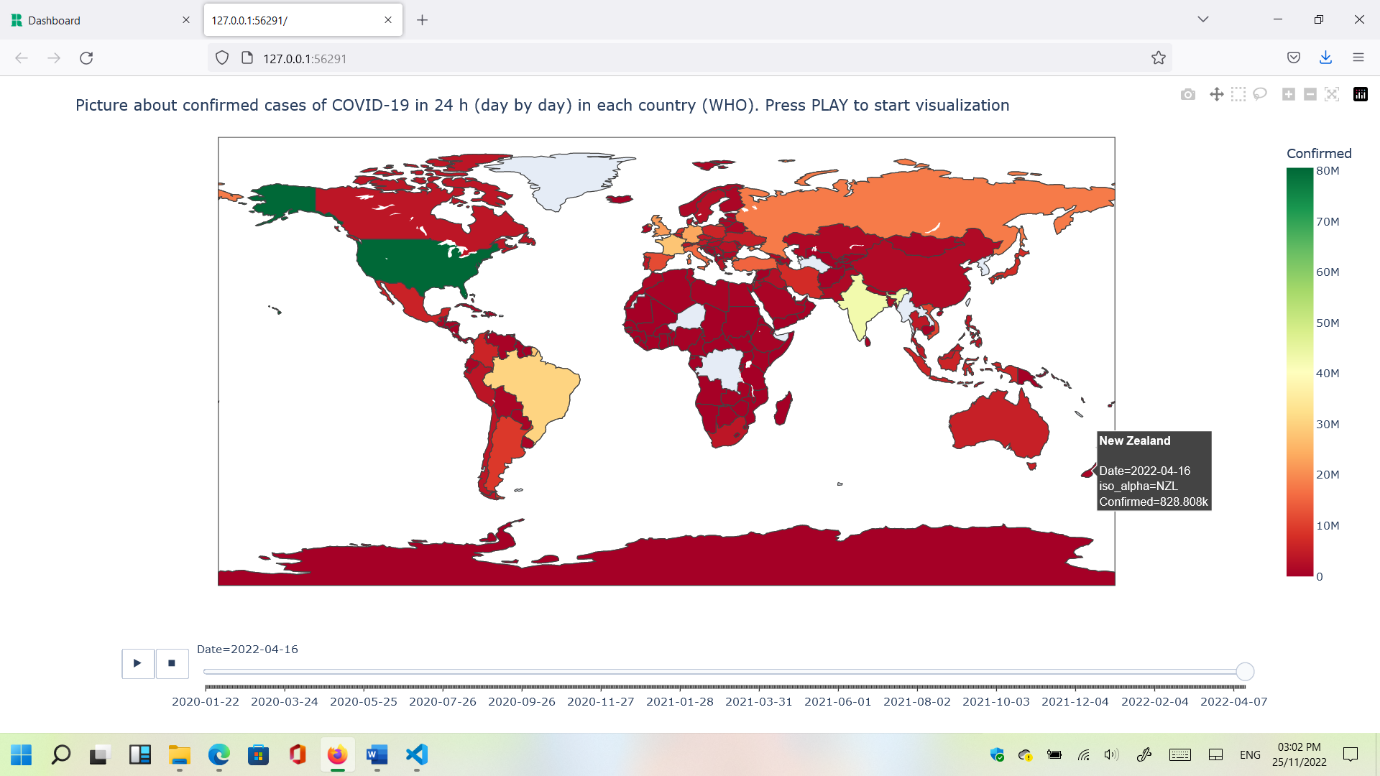 Dashboard
127.0.0.1:56291/
127.0.0.1:56291
Picture about confirmed cases of COVID-19 in 24 h (day by day) in each country (WHO). Press PLAY to start visualization
Confirmed
80M
70M
60M
50M
40M
30M
20M
10M
0
New Zealand
Date=2022-04-16
iso_alpha=NZL
Confirmed=828.808k
Date=2022-04-16
2020-01-22 2020-03-24 2020-05-25 2020-07-26 2020-09-26 2020-11-27 2021-01-28 2021-03-31 2021-06-01 2021-08-02 2021-10-03 2021-12-04 2022-02-04 2022-04-07
ENG
03:02 PM
25/11/2022